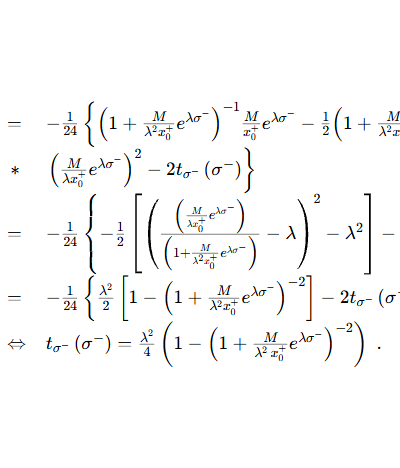 = −1/24 {(1 + M/(λ²x₀⁺) e^{λσ⁻})^{−1} M/x₀⁺ e^{λσ⁻} − 1/2 (1 + M/(λ²x
* (M/(λx₀⁺) e^{λσ⁻})² − 2t_{σ⁻}(σ⁻)}
= −1/24 {−1/2 [((M/(λx₀⁺) e^{λσ⁻})/(1 + M/(λ²x₀⁺) e^{λσ⁻}) − λ)² − λ²] −
= −1/24 {λ²/2 [1 − (1 + M/(λ²x₀⁺) e^{λσ⁻})^{−2}] − 2t_{σ⁻}(σ
⇔ t_{σ⁻}(σ⁻) = λ²/4 (1 − (1 + M/(λ² x₀⁺) e^{λσ⁻})^{−2}) .